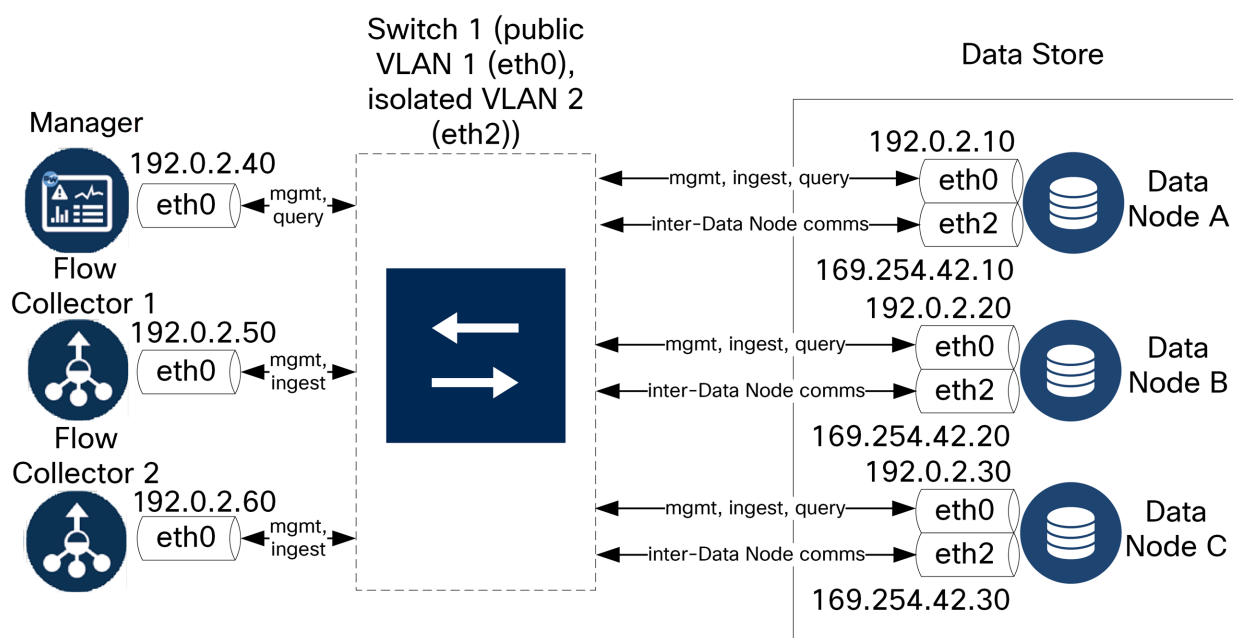 Switch 1 (public
VLAN 1 (eth0),
isolated VLAN 2
(eth2))
Data Store
Manager
192.0.2.40
eth0
mgmt,
query
Flow
Collector 1
192.0.2.50
eth0
mgmt,
ingest
Flow
Collector 2
192.0.2.60
eth0
mgmt,
ingest
192.0.2.10
mgmt, ingest, query
eth0
inter-Data Node comms
eth2
Data
Node A
169.254.42.10
192.0.2.20
mgmt, ingest, query
eth0
inter-Data Node comms
eth2
Data
Node B
169.254.42.20
192.0.2.30
mgmt, ingest, query
eth0
inter-Data Node comms
eth2
Data
Node C
169.254.42.30